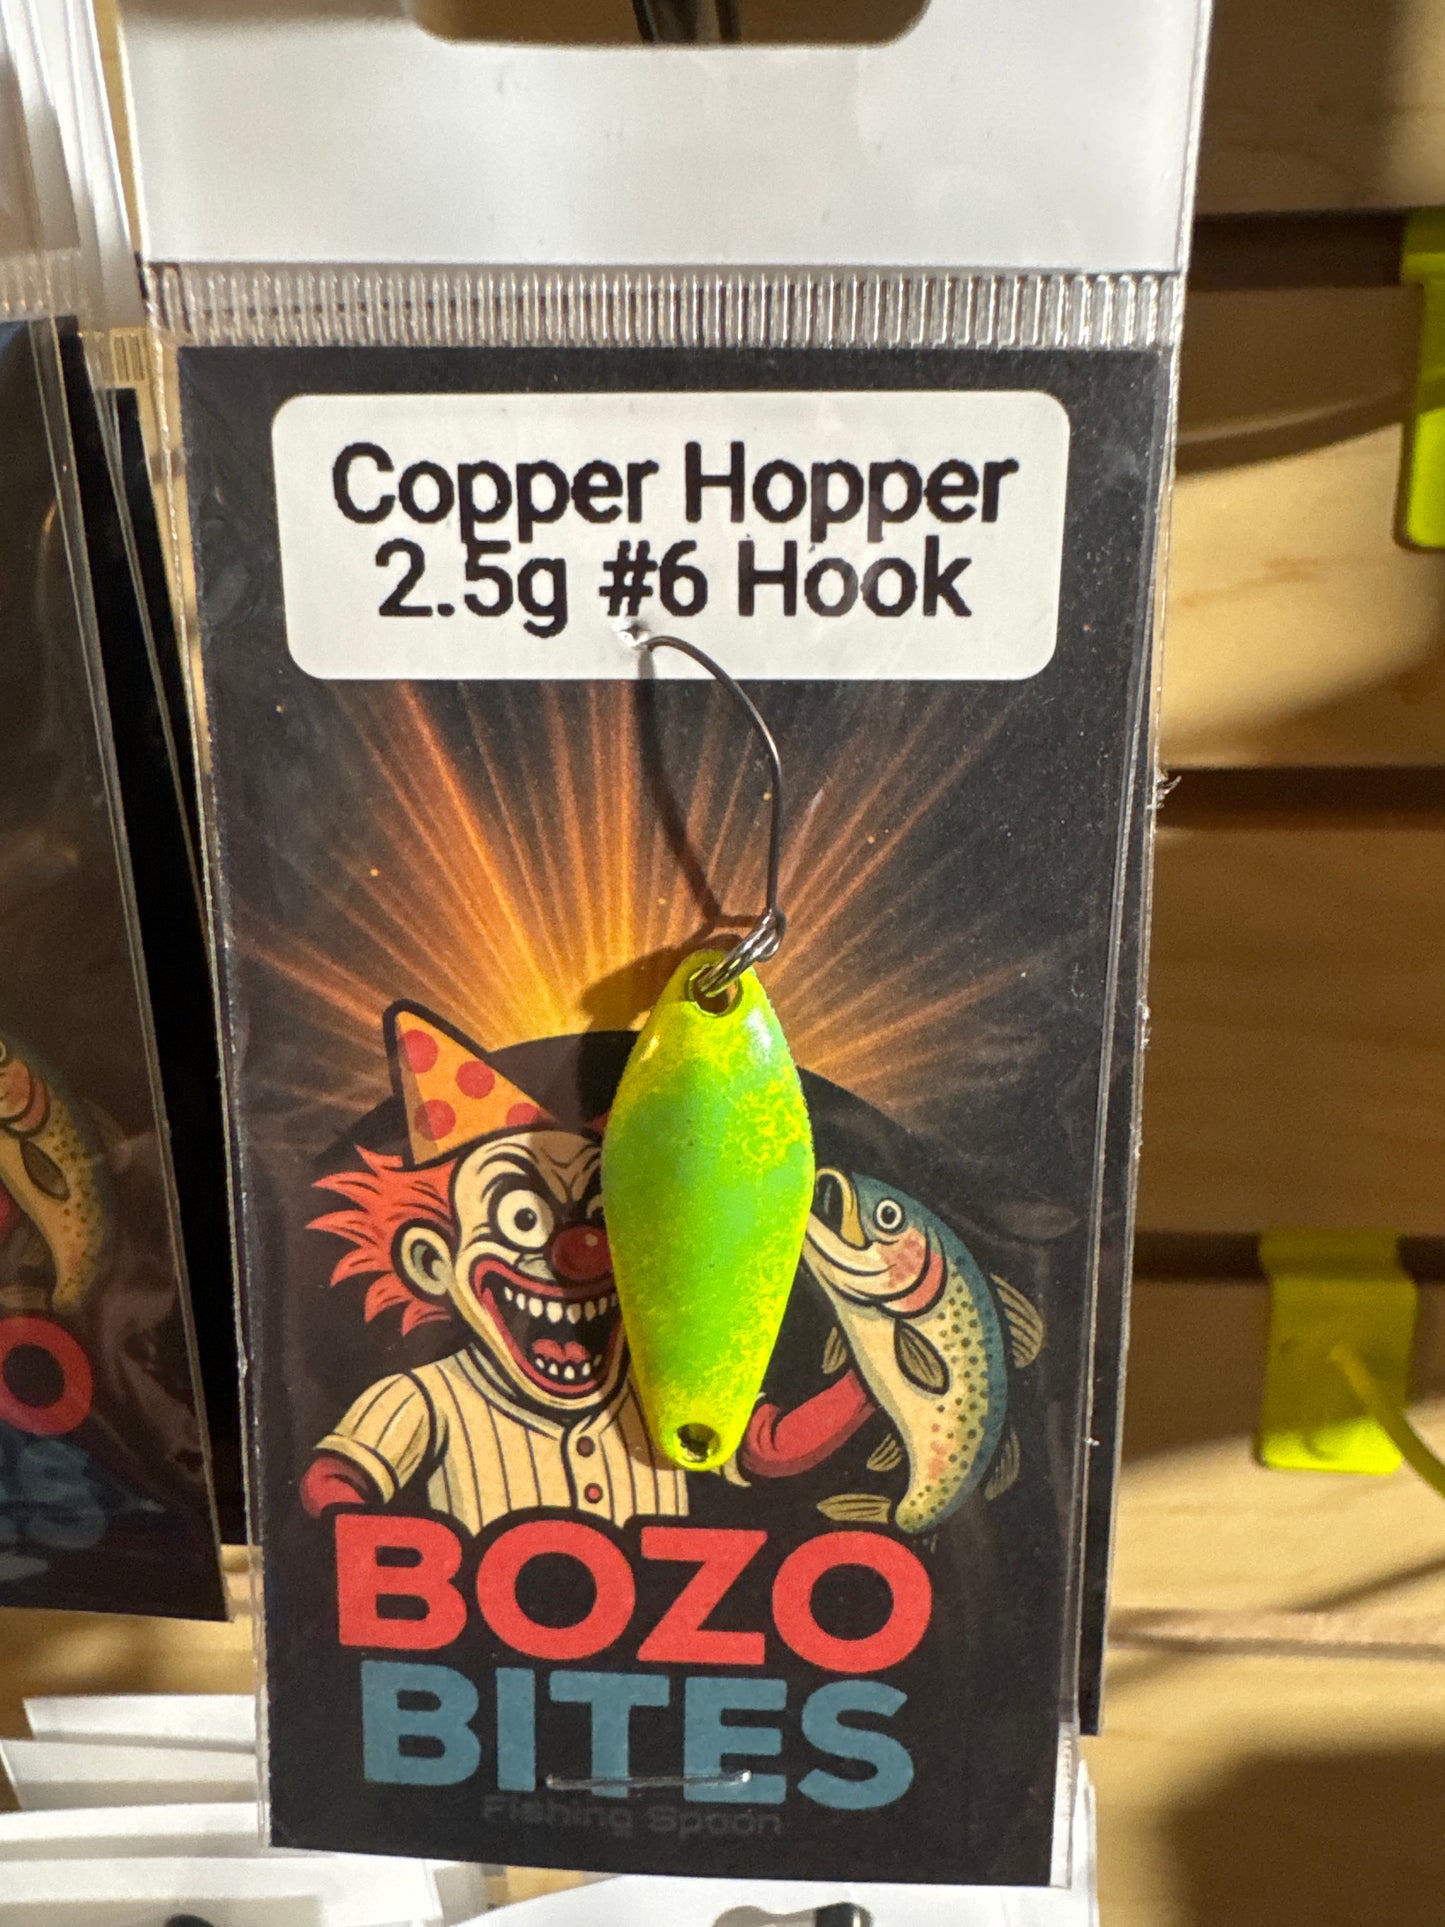 Copper Hopper
2.5g #6 Hook
BOZO
BITES
Fishing Spoon